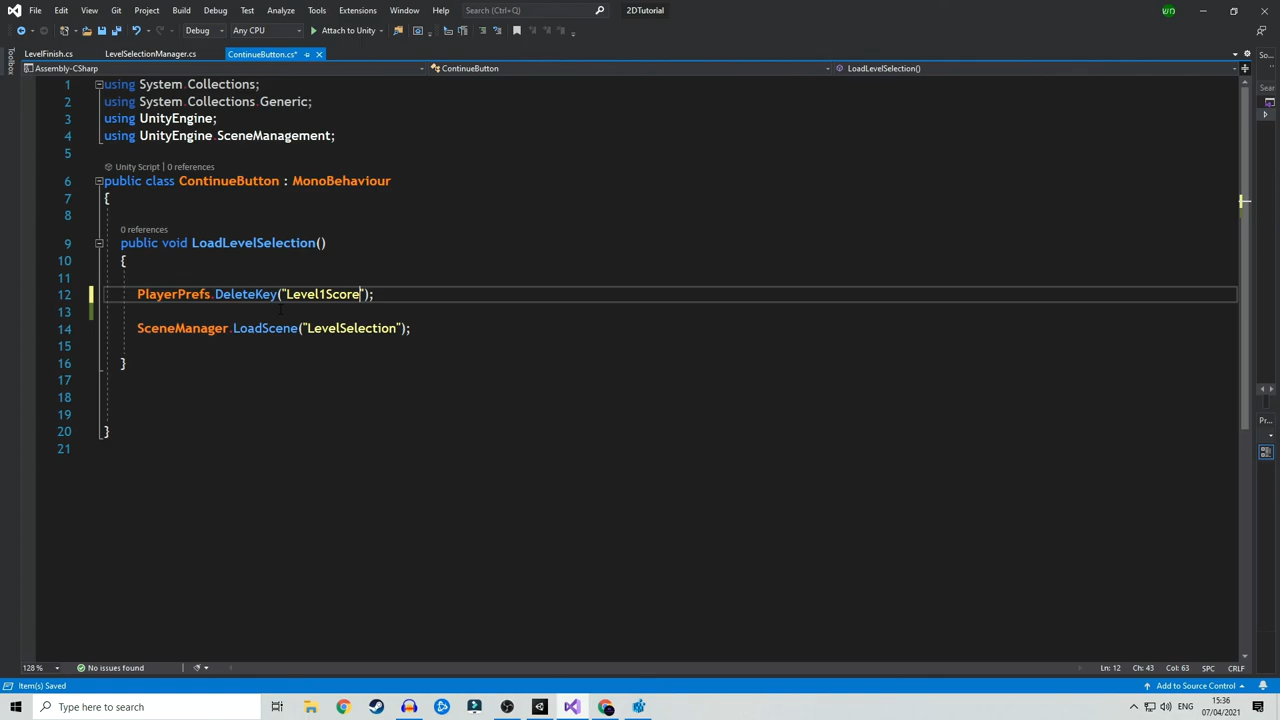 File Edit View Git Project Build Debug Test Analyze Tools Extensions Window Help Search (Ctrl+Q) 2DTutorial WD
Debug Any CPU Attach to Unity
LevelFinish.cs LevelSelectionManager.cs ContinueButton.cs*
Toolbox
So...
Assembly-CSharp ContinueButton LoadLevelSelection()
Sear
1 using System.Collections;
2 using System.Collections.Generic;
3 using UnityEngine;
4 using UnityEngine.SceneManagement;
5
Unity Script | 0 references
6 public class ContinueButton : MonoBehaviour
7 {
8
0 references
9 public void LoadLevelSelection()
10 {
11
12 PlayerPrefs.DeleteKey("Level1Score");
13
14 SceneManager.LoadScene("LevelSelection");
15
16 }
17
18
19
20 }
21
Pr...
128 % No issues found Ln: 12 Ch: 43 Col: 63 SPC CRLF
Item(s) Saved Add to Source Control
Type here to search ENG 15:36
07/04/2021